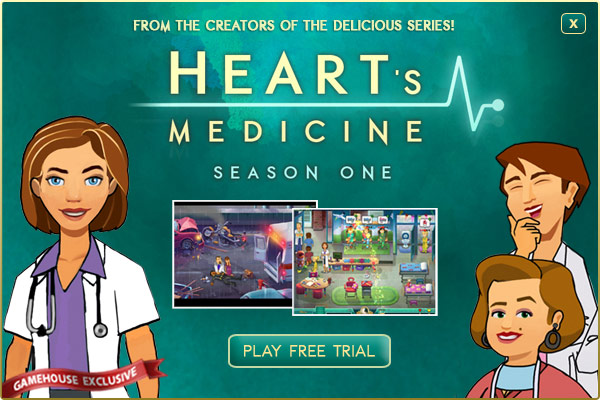 FROM THE CREATORS OF THE DELICIOUS SERIES!
X
HEART'S
MEDICINE
SEASON ONE
PLAY FREE TRIAL
GAMEHOUSE EXCLUSIVE